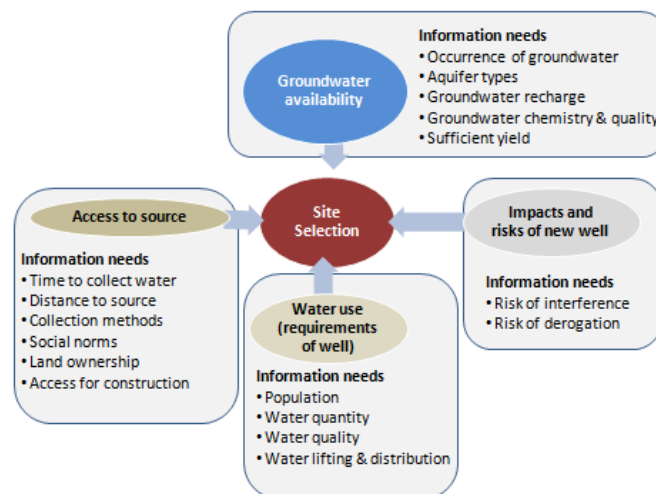 Groundwater
availability
Information needs
• Occurrence of groundwater
• Aquifer types
• Groundwater recharge
• Groundwater chemistry & quality
• Sufficient yield
Site
Selection
Access to source
Information needs
• Time to collect water
• Distance to source
• Collection methods
• Social norms
• Land ownership
• Access for construction
Water use
(requirements
of well)
Information needs
• Population
• Water quantity
• Water quality
• Water lifting & distribution
Impacts and
risks of new well
Information needs
• Risk of interference
• Risk of derogation